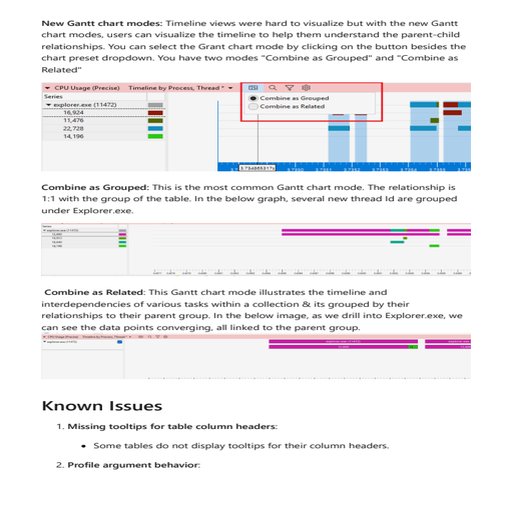 New Gantt chart modes: Timeline views were hard to visualize but with the new Gantt
chart modes, users can visualize the timeline to help them understand the parent-child
relationships. You can select the Grant chart mode by clicking on the button besides the
chart preset dropdown. You have two modes "Combine as Grouped" and "Combine as
Related"
CPU Usage (Precise) Timeline by Process, Thread *
Series
Combine as Grouped
explorer.exe (11472)
Combine as Related
16,924
11,476
22,728
14,196
Combine as Grouped: This is the most common Gantt chart mode. The relationship is
1:1 with the group of the table. In the below graph, several new thread Id are grouped
under Explorer.exe.
Combine as Related: This Gantt chart mode illustrates the timeline and
interdependencies of various tasks within a collection & its grouped by their
relationships to their parent group. In the below image, as we drill into Explorer.exe, we
can see the data points converging, all linked to the parent group.
CPU Usage (Precise) Timeline by Process, Thread *
Known Issues
1. Missing tooltips for table column headers:
• Some tables do not display tooltips for their column headers.
2. Profile argument behavior: